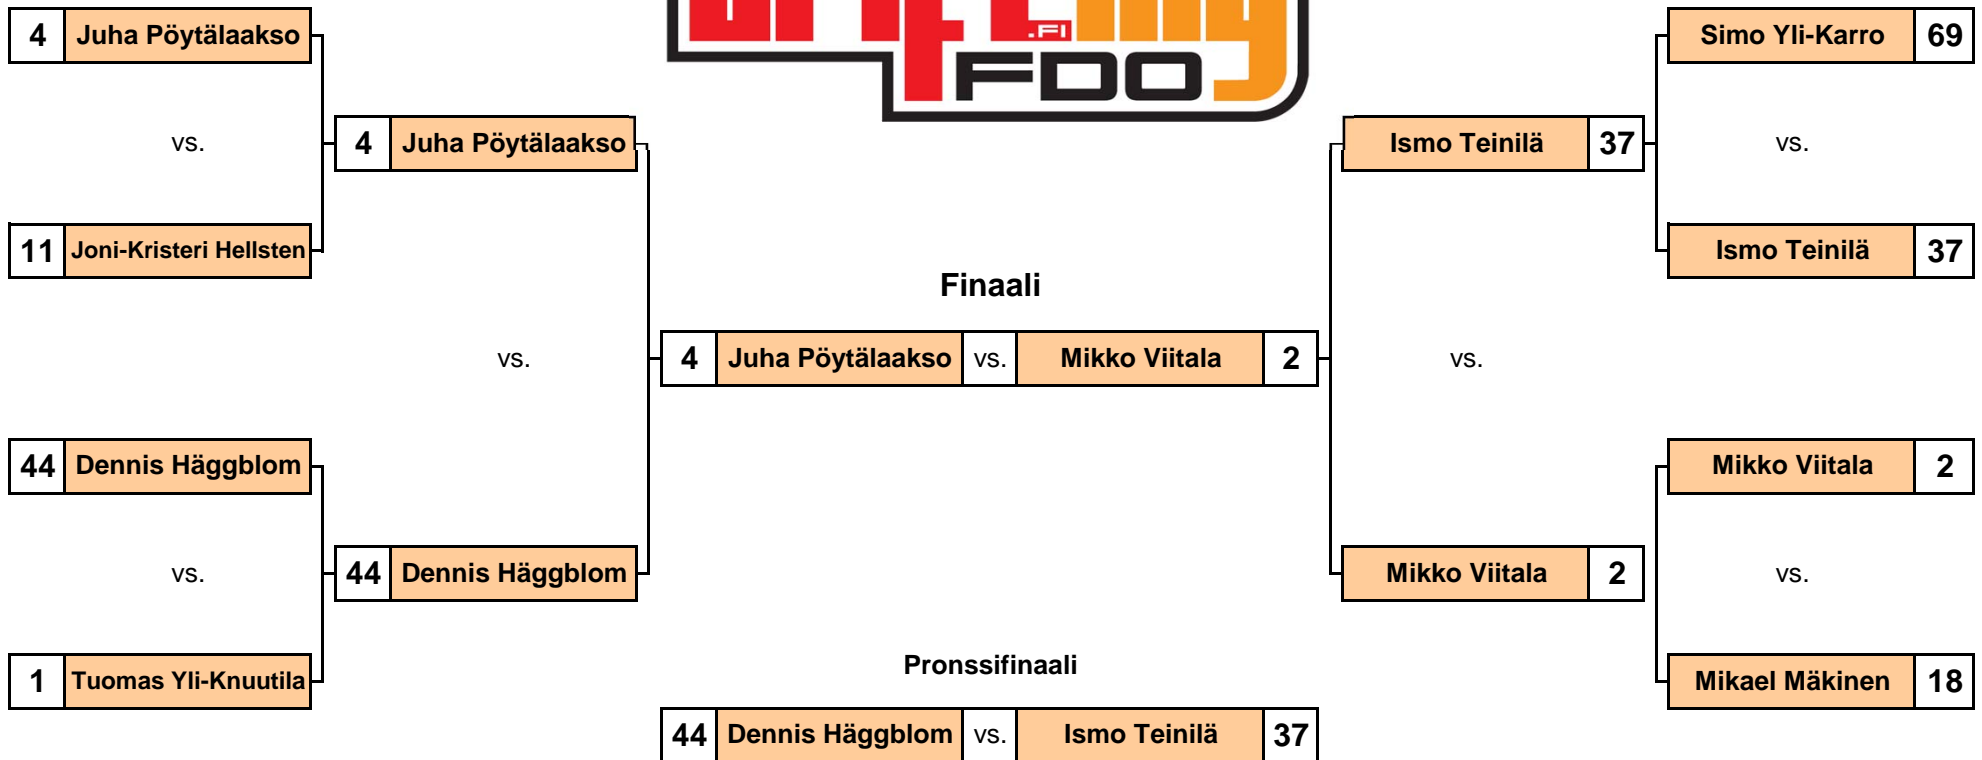 .FI
FDO
4 Juha Pöytälaakso
vs.
11 Joni-Kristeri Hellsten
44 Dennis Häggblom
vs.
1 Tuomas Yli-Knuutila
4 Juha Pöytälaakso
vs.
44 Dennis Häggblom
Finaali
4 Juha Pöytälaakso vs. Mikko Viitala 2
Pronssifinaali
44 Dennis Häggblom vs. Ismo Teinilä 37
Ismo Teinilä 37
vs.
Mikko Viitala 2
Simo Yli-Karro 69
vs.
Ismo Teinilä 37
Mikko Viitala 2
vs.
Mikael Mäkinen 18